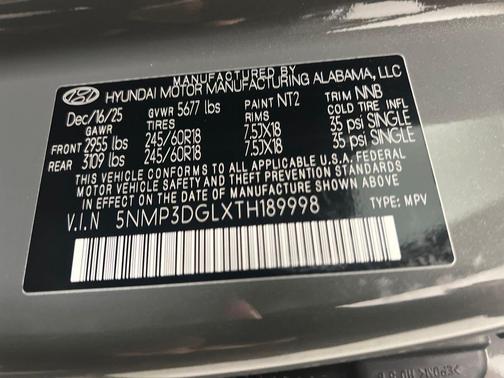 MANUFACTURED BY
HYUNDAI MOTOR MANUFACTURING ALABAMA, LLC
Dec/16/25 GVWR 5677 lbs PAINT NT2 TRIM NNB
GAWR TIRES RIMS COLD TIRE INFL
FRONT 2955 lbs 245/60R18 7.5JX18 35 psi SINGLE
REAR 3109 lbs 245/60R18 7.5JX18 35 psi SINGLE
THIS VEHICLE CONFORMS TO ALL APPLICABLE U.S.A FEDERAL
MOTOR VEHICLE SAFETY AND THEFT PREVENTION STANDARDS
IN EFFECT ON THE DATE OF MANUFACTURE SHOWN ABOVE.
V.I.N 5NMP3DGLXTH189998 TYPE: MPV